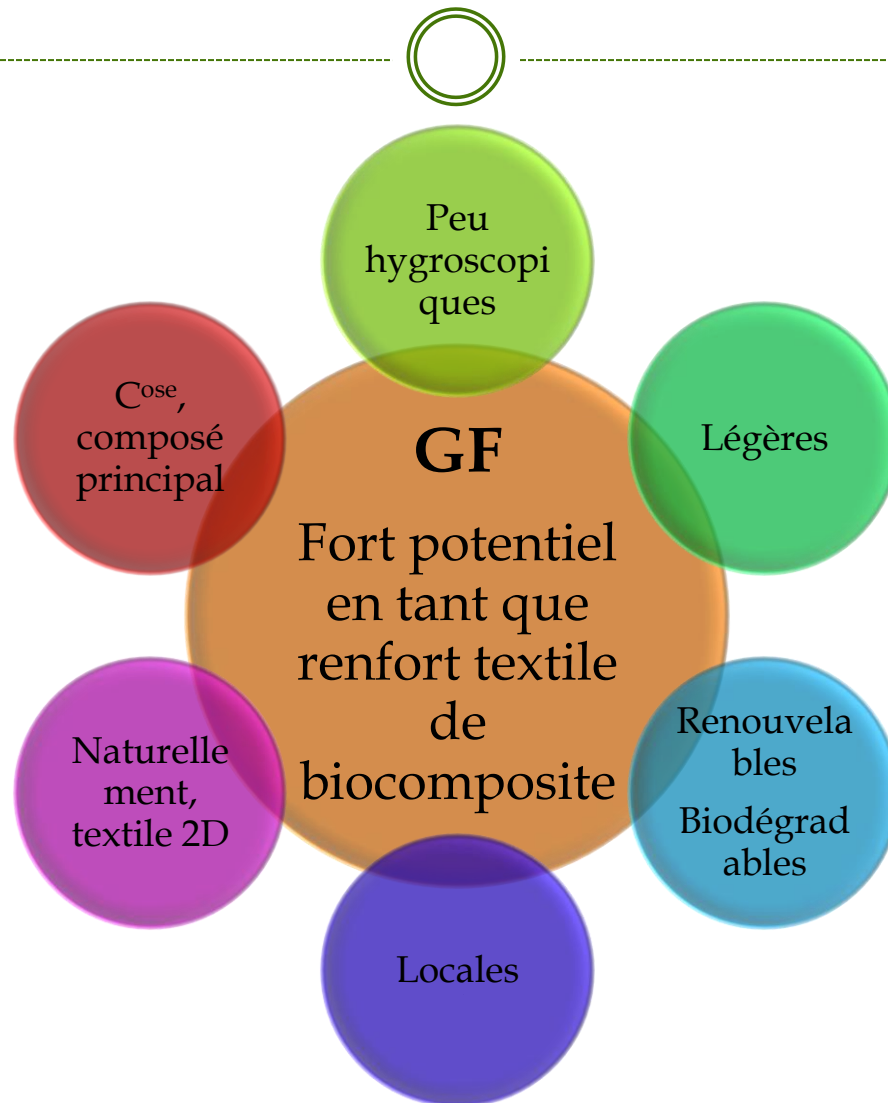 Peu
hygroscopi
ques
C^ose,
composé
principal
Légères
GF
Fort potentiel
en tant que
renfort textile
de
biocomposite
Naturelle
ment,
textile 2D
Renouvela
bles
Biodégrad
ables
Locales